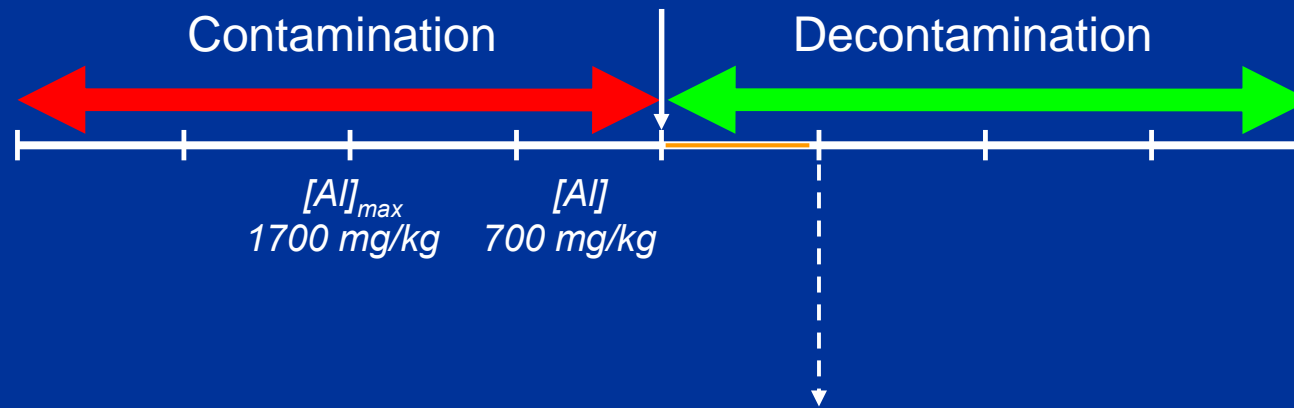 Contamination
Decontamination
[Al]max
1700 mg/kg
[Al]
700 mg/kg